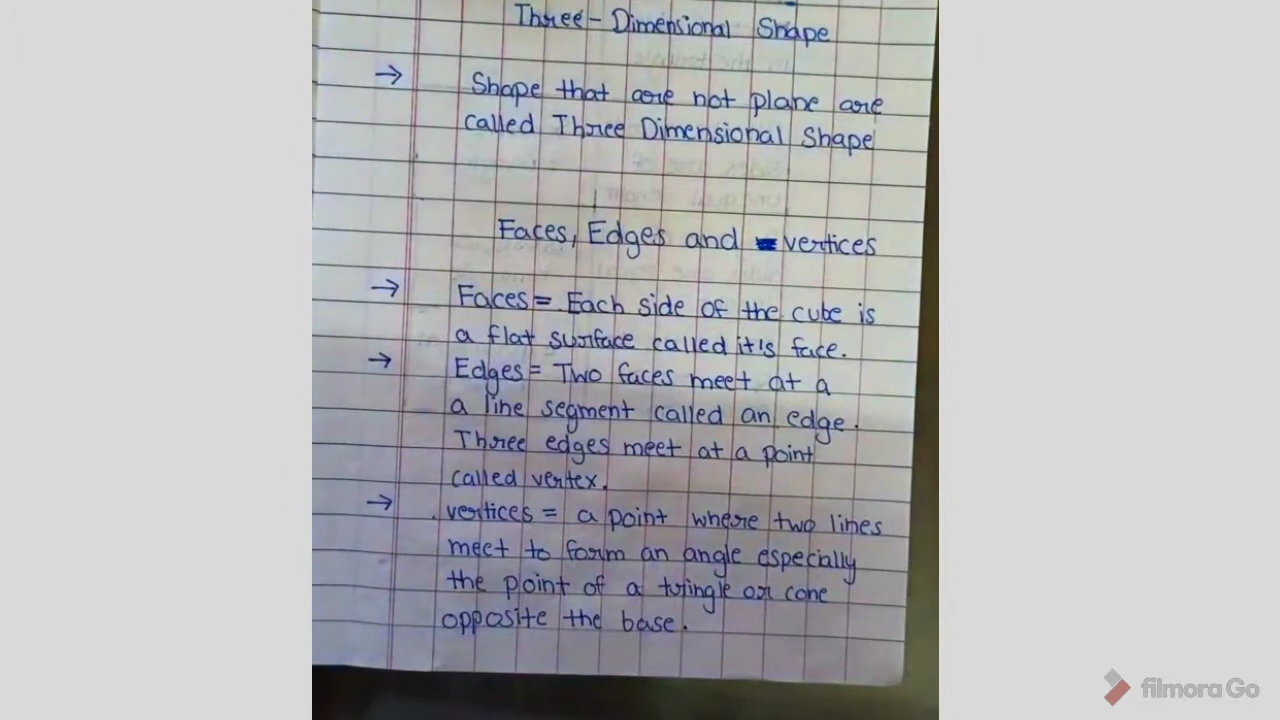 Three-Dimensional Shape
→ Shape that are not plane are
called Three Dimensional Shape
Faces, Edges and vertices
→ Faces = Each side of the cube is
a flat surface called it's face.
→ Edges = Two faces meet at a
a line segment called an edge.
Three edges meet at a point
called vertex.
→ vertices = a point where two lines
meet to form an angle especially
the point of a tringle or cone
opposite the base.
filmora Go